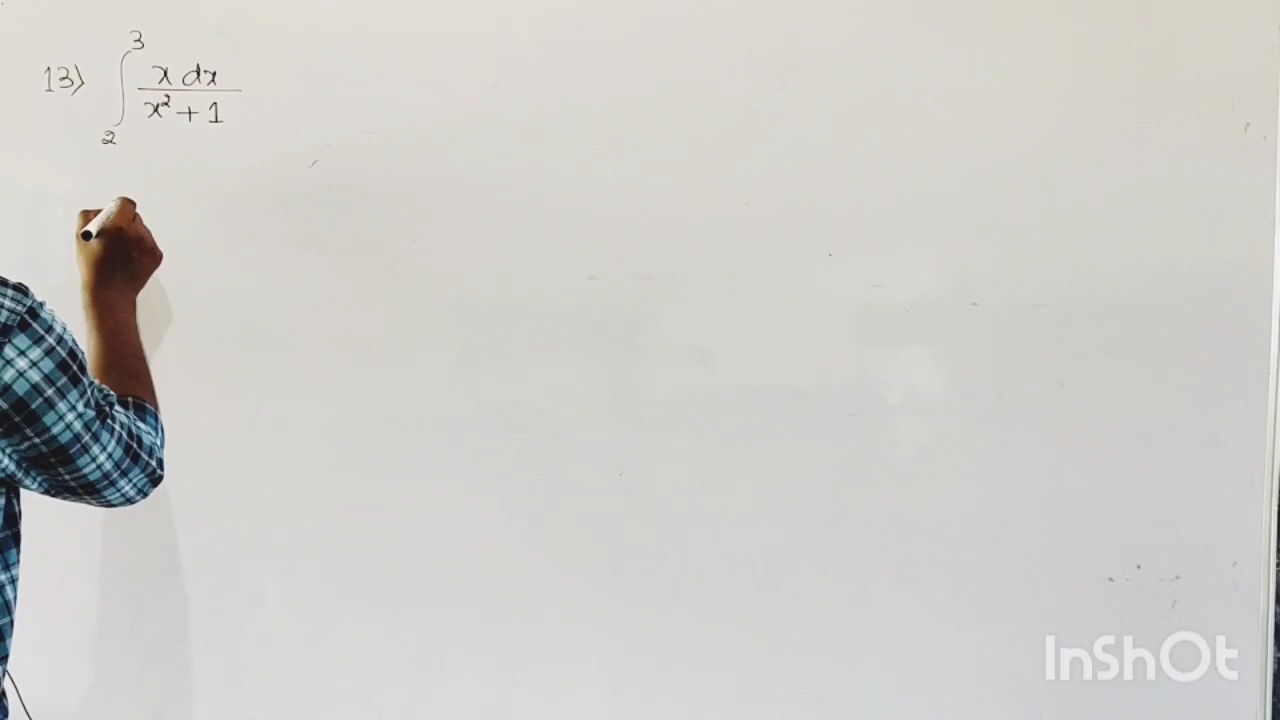 13) ∫₂³ x dx / x² + 1
InShOt